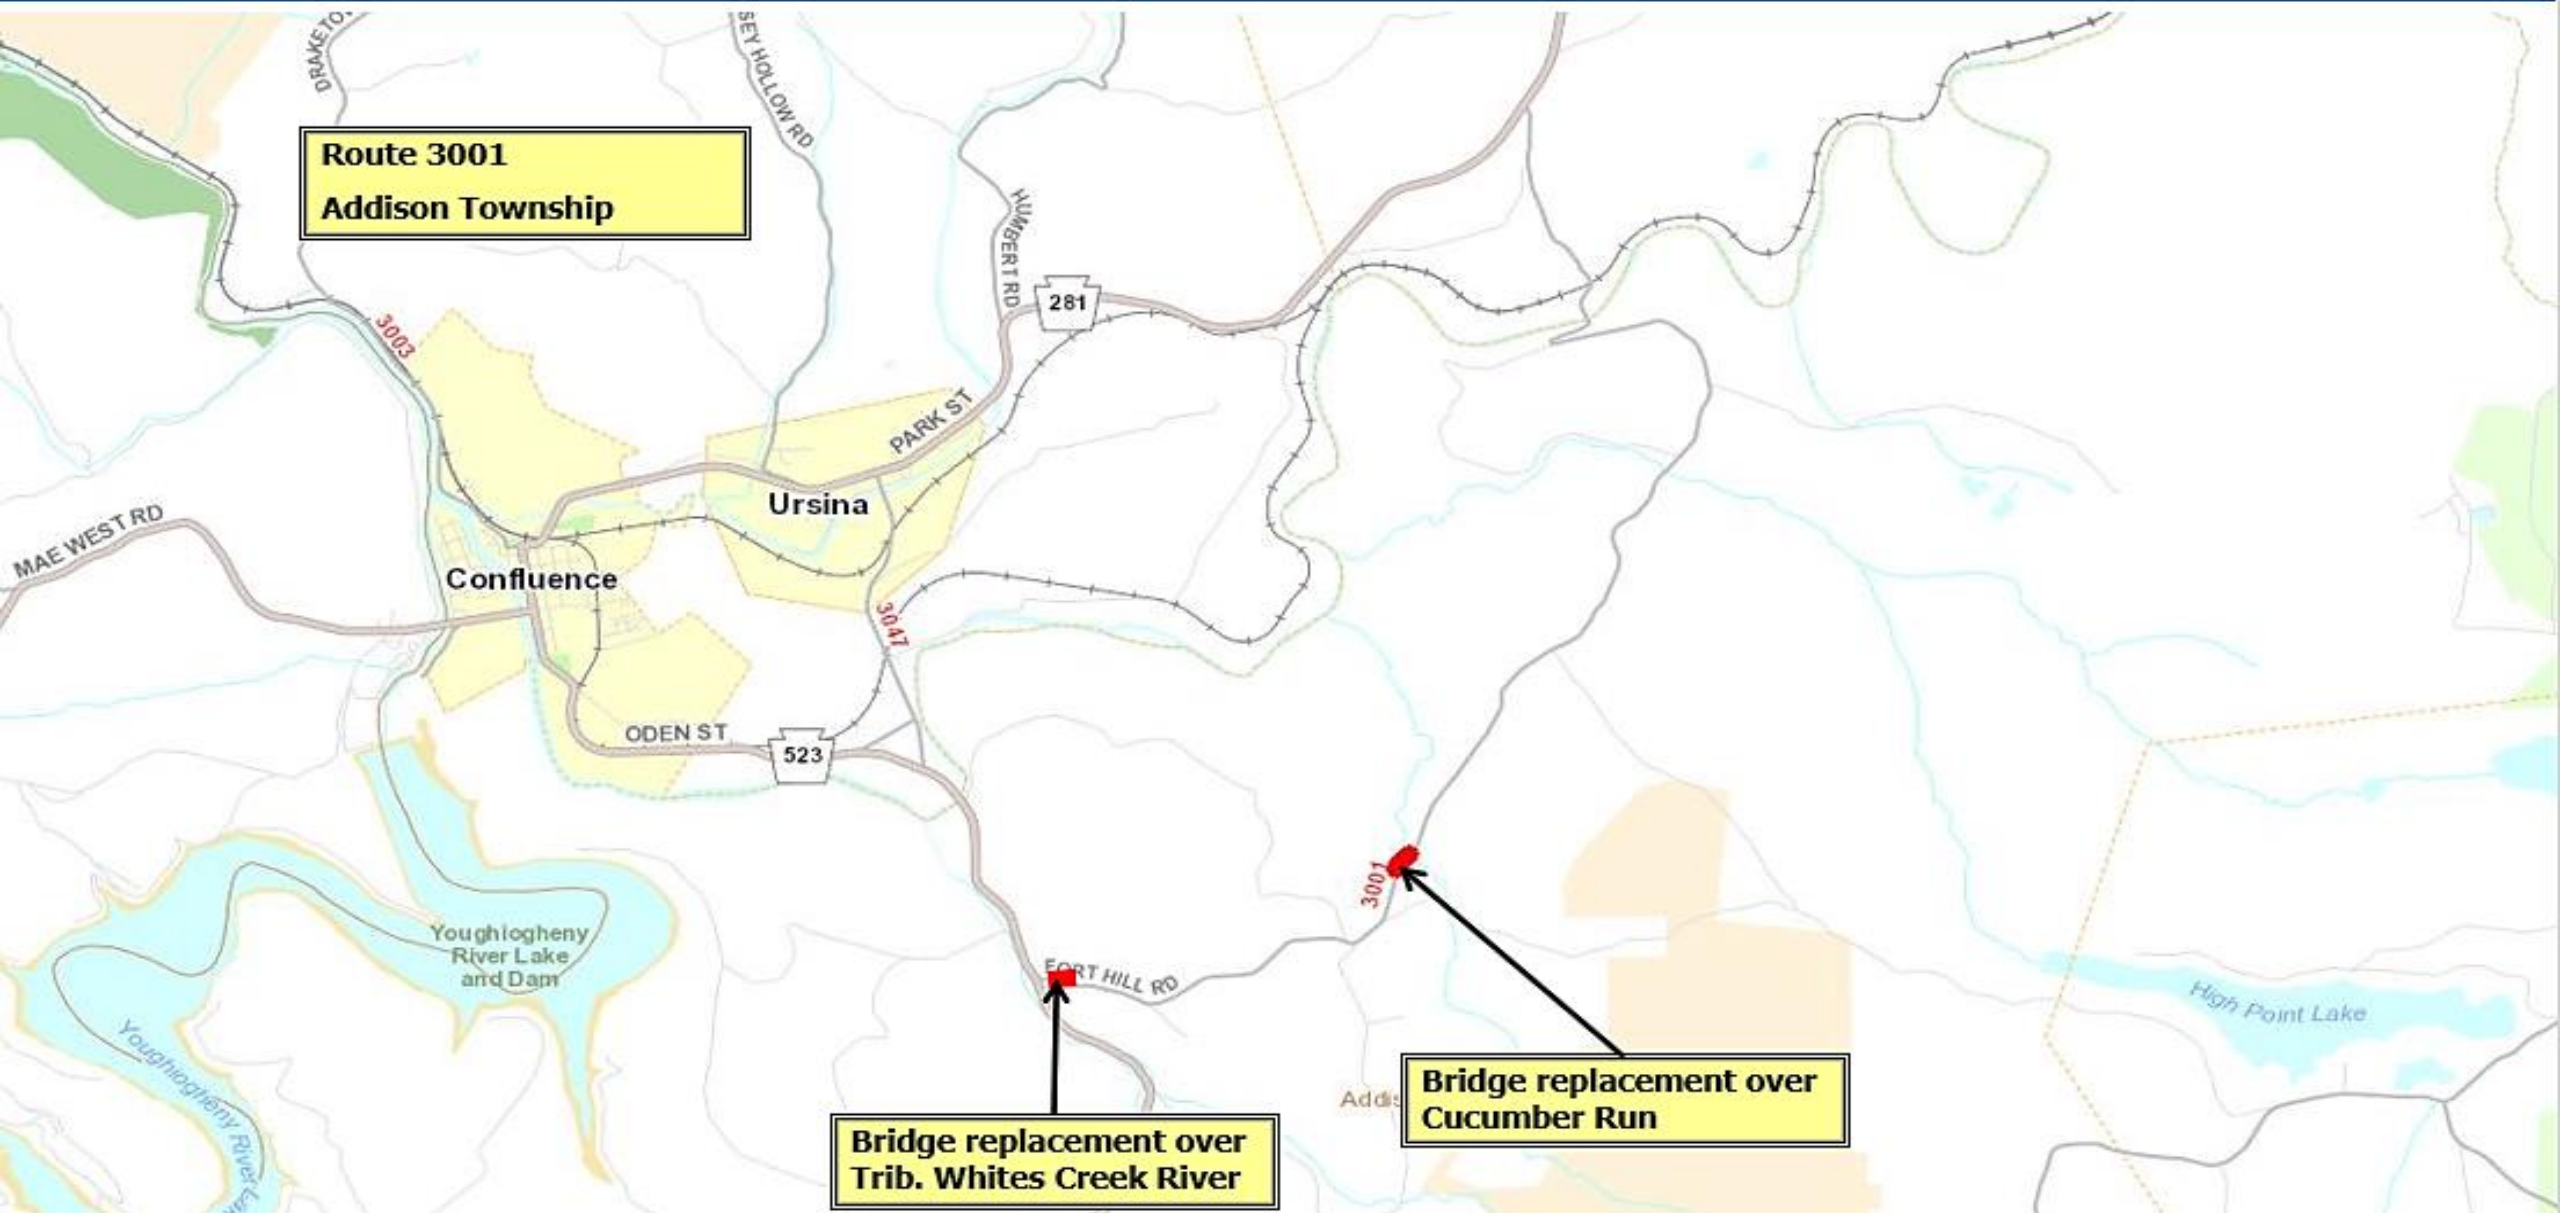 DRAKETO
SEY HOLLOW RD
Route 3001
Addison Township
HUMBERT RD
281
3003
PARK ST
Ursina
MAE WEST RD
Confluence
3047
ODEN ST
523
3001
Youghiogheny
River Lake
and Dam
FORT HILL RD
High Point Lake
Youghiogheny River
Bridge replacement over
Cucumber Run
Addis
Bridge replacement over
Trib. Whites Creek River